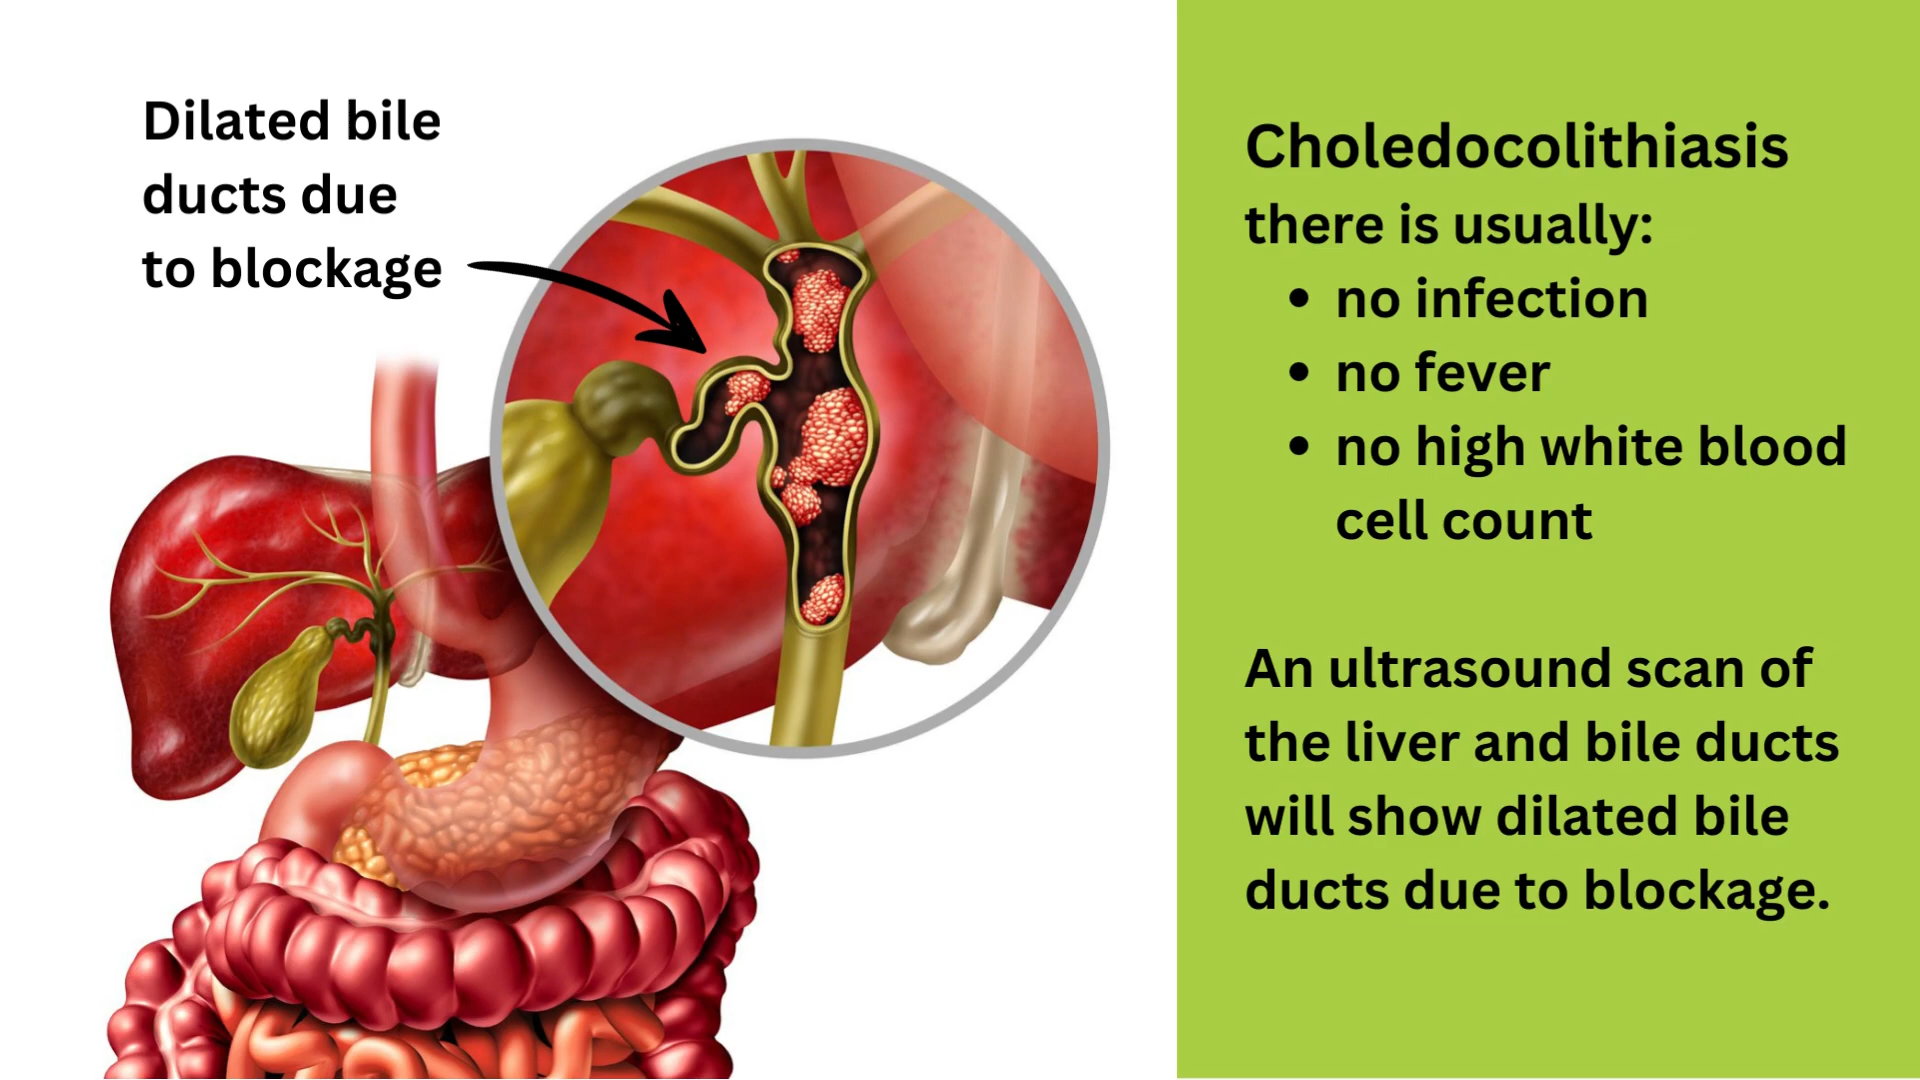 Dilated bile
ducts due
to blockage
Choledocolithiasis
there is usually:
• no infection
• no fever
• no high white blood
cell count
An ultrasound scan of
the liver and bile ducts
will show dilated bile
ducts due to blockage.